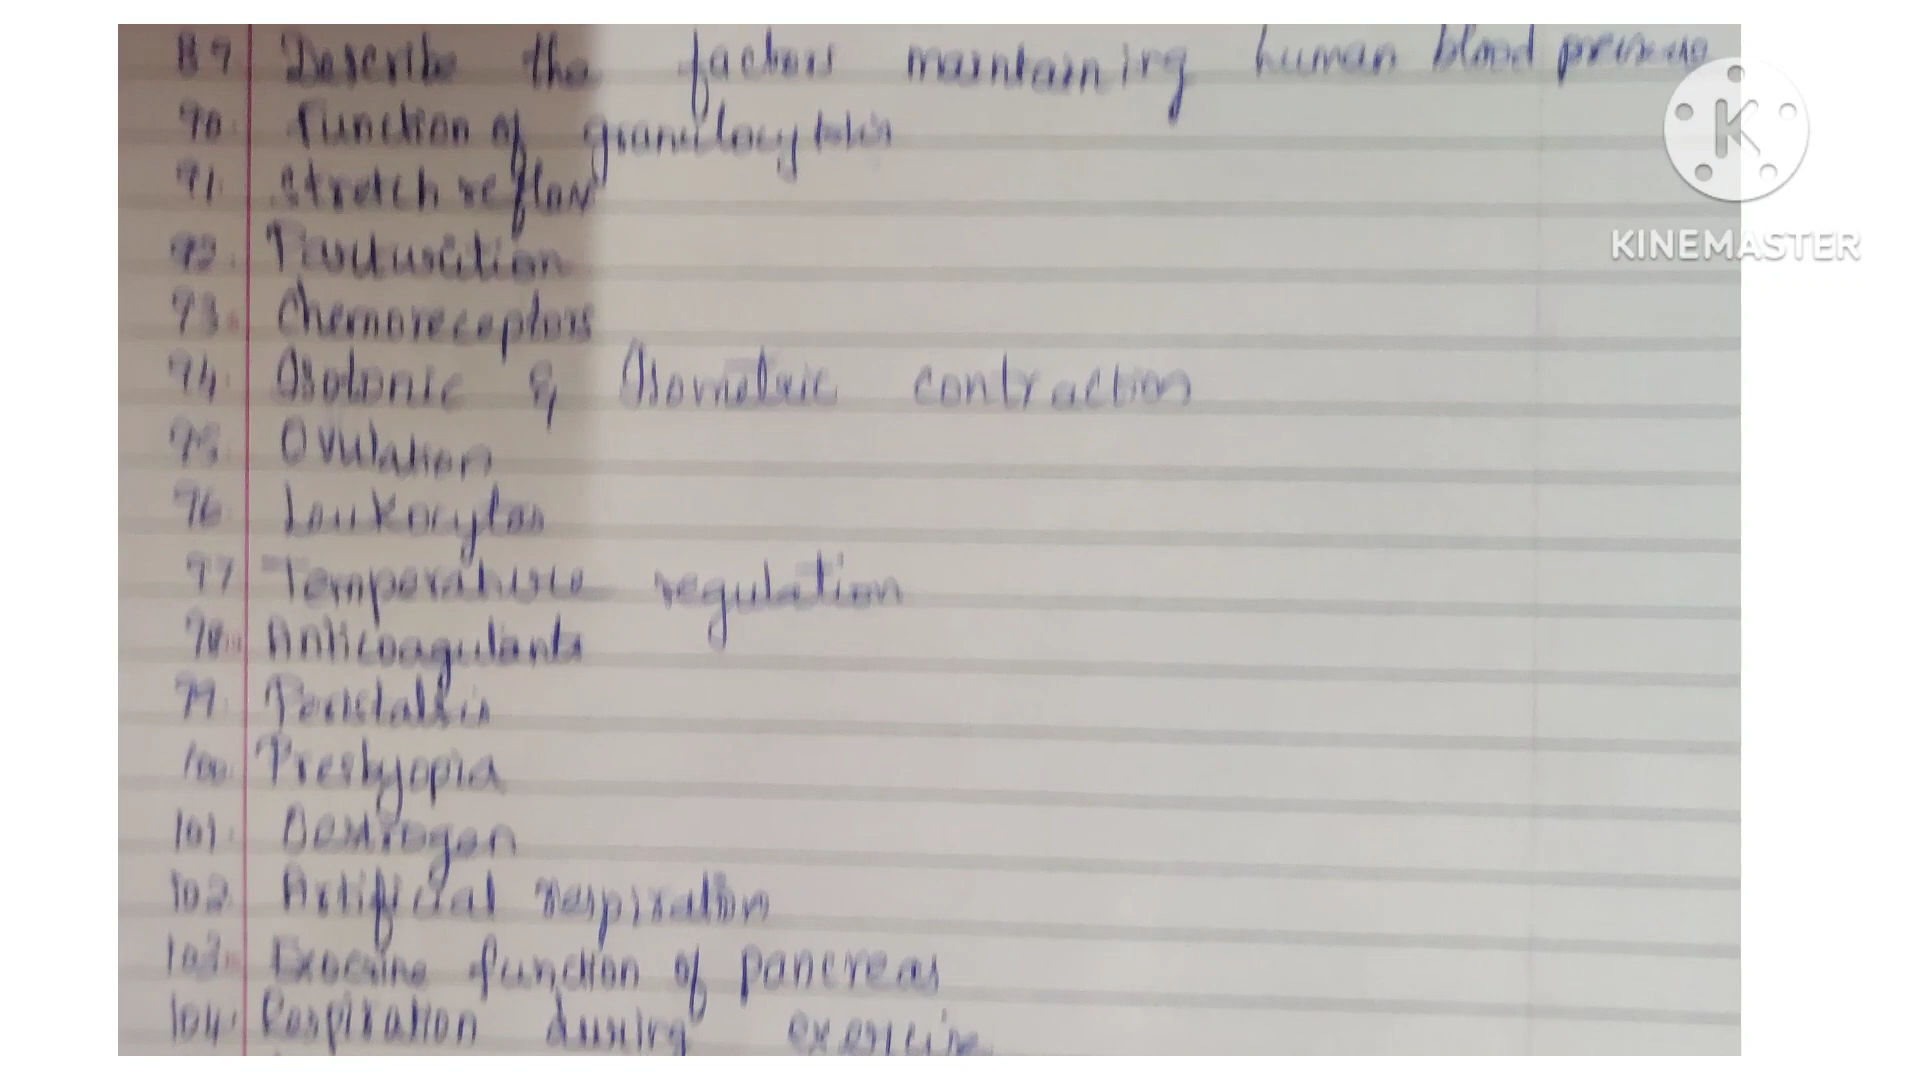 89 Describe the factors maintaining human blood pressure
90. Function of granulocytes
91. Stretch reflex
92. Parturition
93. Chemoreceptors
94. Isotonic & Isometric contraction
95. Ovulation
96. Leukocytes
97 Temperature regulation
98. Anticoagulants
99. Peristalsis
100. Presbyopia
101. Oestrogen
102. Artificial respiration
103. Exocrine function of pancreas
104. Respiration during exercise
K
KINEMASTER